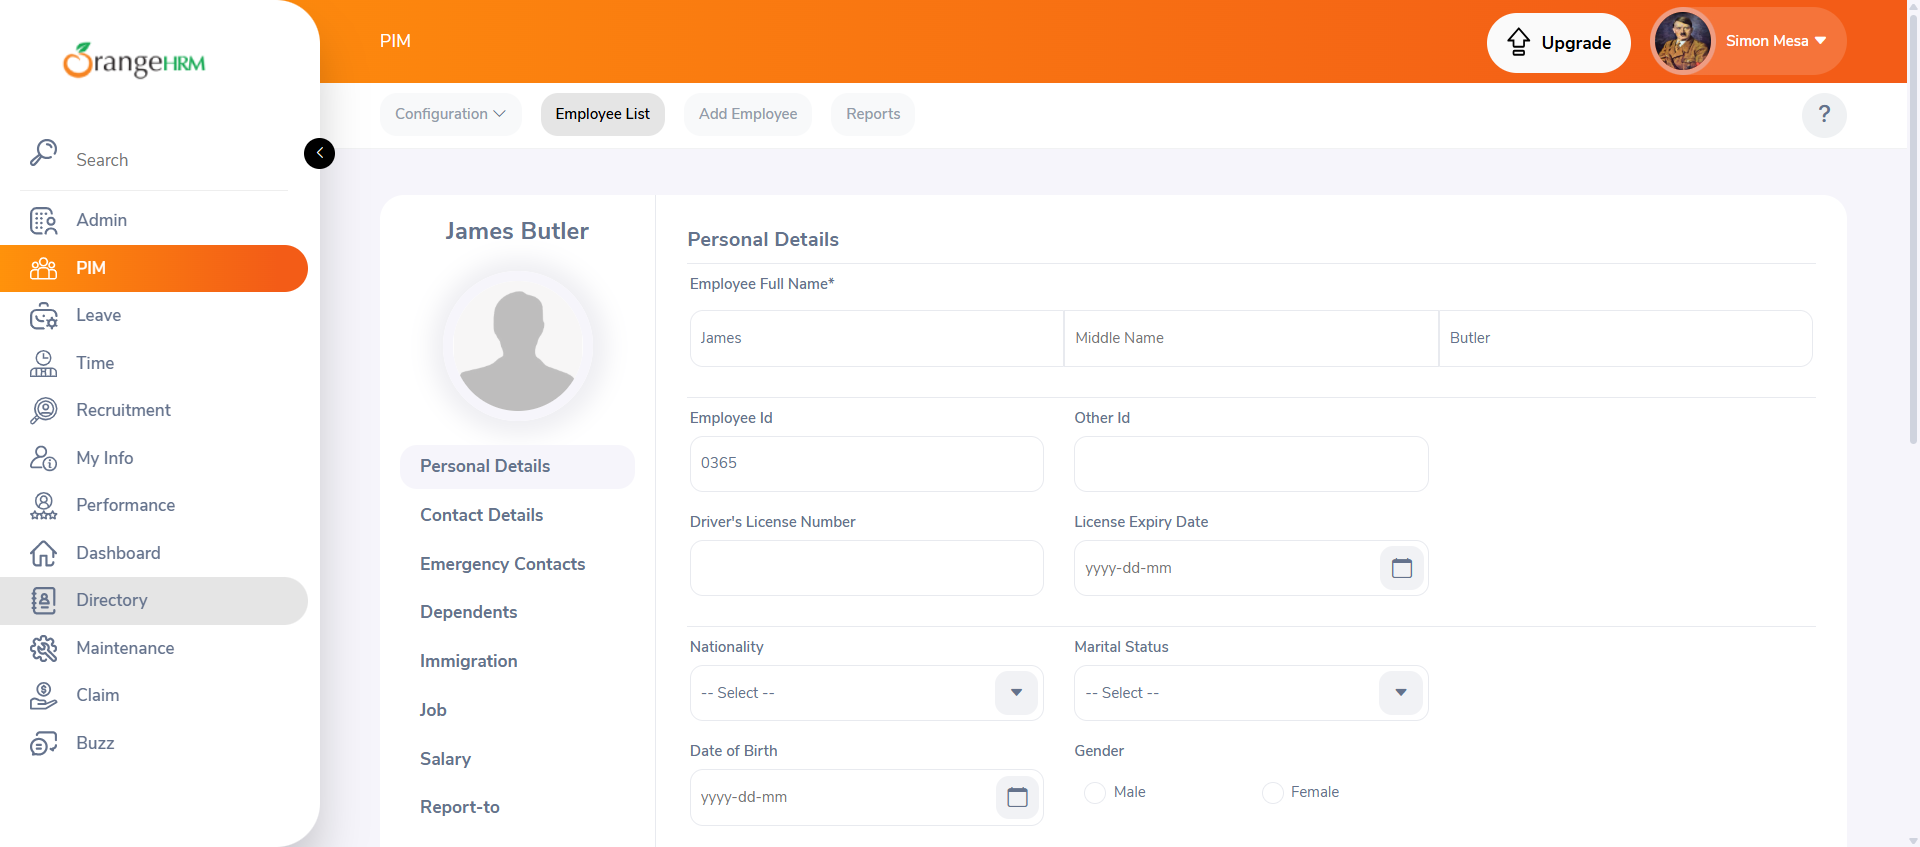 OrangeHRM
PIM
Upgrade
Simon Mesa
Configuration
Employee List
Add Employee
Reports
?
Search
Admin
PIM
Leave
Time
Recruitment
My Info
Performance
Dashboard
Directory
Maintenance
Claim
Buzz
James Butler
Personal Details
Contact Details
Emergency Contacts
Dependents
Immigration
Job
Salary
Report-to
Personal Details
Employee Full Name*
James
Middle Name
Butler
Employee Id
Other Id
0365
Driver's License Number
License Expiry Date
yyyy-dd-mm
Nationality
Marital Status
-- Select --
-- Select --
Date of Birth
Gender
yyyy-dd-mm
Male
Female